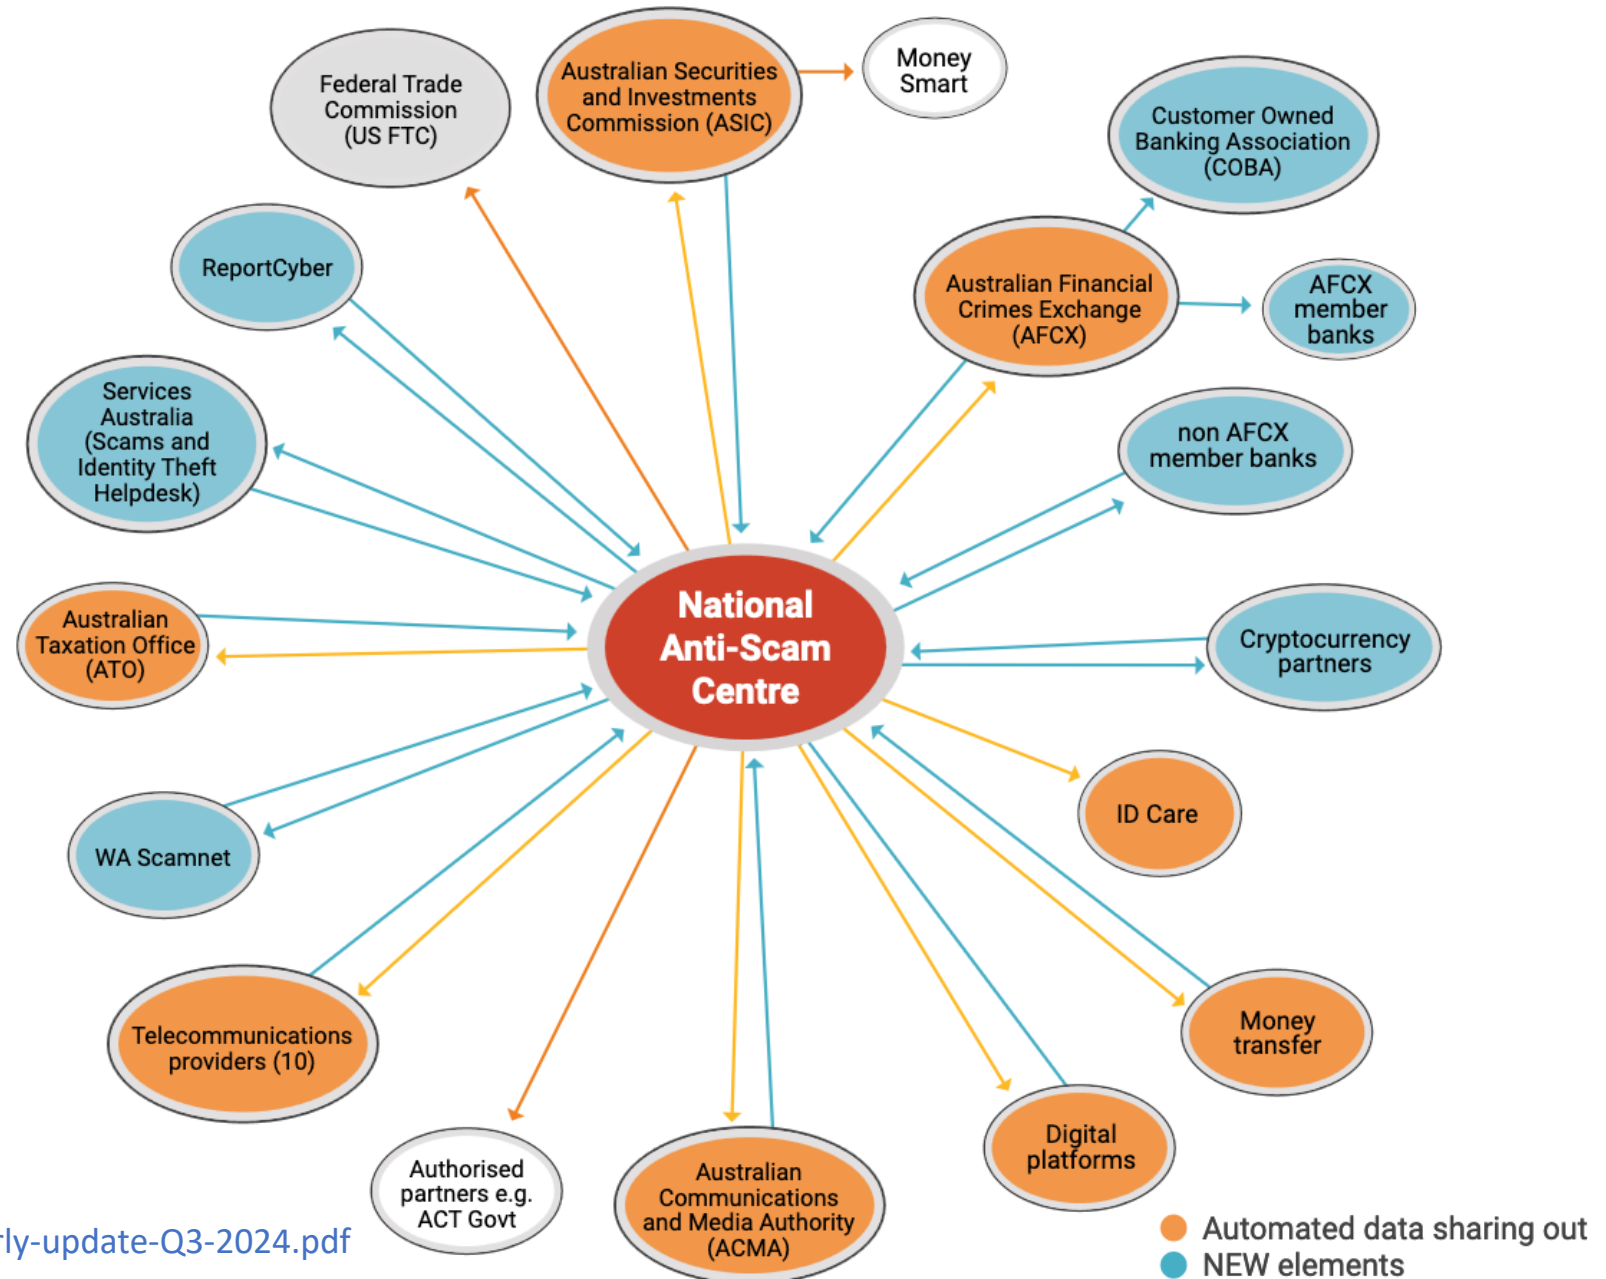 Federal Trade
Commission
(US FTC)
Australian Securities
and Investments
Commission (ASIC)
Money
Smart
Customer Owned
Banking Association
(COBA)
ReportCyber
Australian Financial
Crimes Exchange
(AFCX)
AFCX
member
banks
Services
Australia
(Scams and
Identity Theft
Helpdesk)
non AFCX
member banks
National
Anti-Scam
Centre
Australian
Taxation Office
(ATO)
Cryptocurrency
partners
ID Care
WA Scamnet
Telecommunications
providers (10)
Money
transfer
Authorised
partners e.g.
ACT Govt
Australian
Communications
and Media Authority
(ACMA)
Digital
platforms
rly-update-Q3-2024.pdf
Automated data sharing out
NEW elements